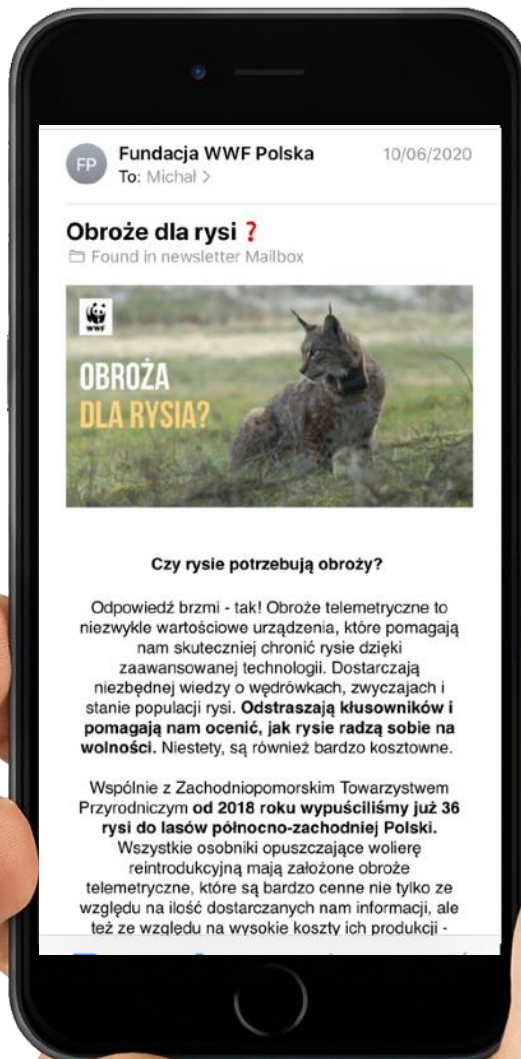 FP
Fundacja WWF Polska
10/06/2020
To: Michał >
Obroże dla rysi ❓
Found in newsletter Mailbox
WWF
OBROŻA
DLA RYSIA?
Czy rysie potrzebują obroży?
Odpowiedź brzmi - tak! Obroże telemetryczne to
niezwykle wartościowe urządzenia, które pomagają
nam skuteczniej chronić rysie dzięki
zaawansowanej technologii. Dostarczają
niezbędnej wiedzy o wędrówkach, zwyczajach i
stanie populacji rysi. Odstraszają kłusowników i
pomagają nam ocenić, jak rysie radzą sobie na
wolności. Niestety, są również bardzo kosztowne.
Wspólnie z Zachodniopomorskim Towarzystwem
Przyrodniczym od 2018 roku wypuściliśmy już 36
rysi do lasów północno-zachodniej Polski.
Wszystkie osobniki opuszczające wolierę
reintrodukcyjną mają założone obroże
telemetryczne, które są bardzo cenne nie tylko ze
względu na ilość dostarczanych nam informacji, ale
też ze względu na wysokie koszty ich produkcji -